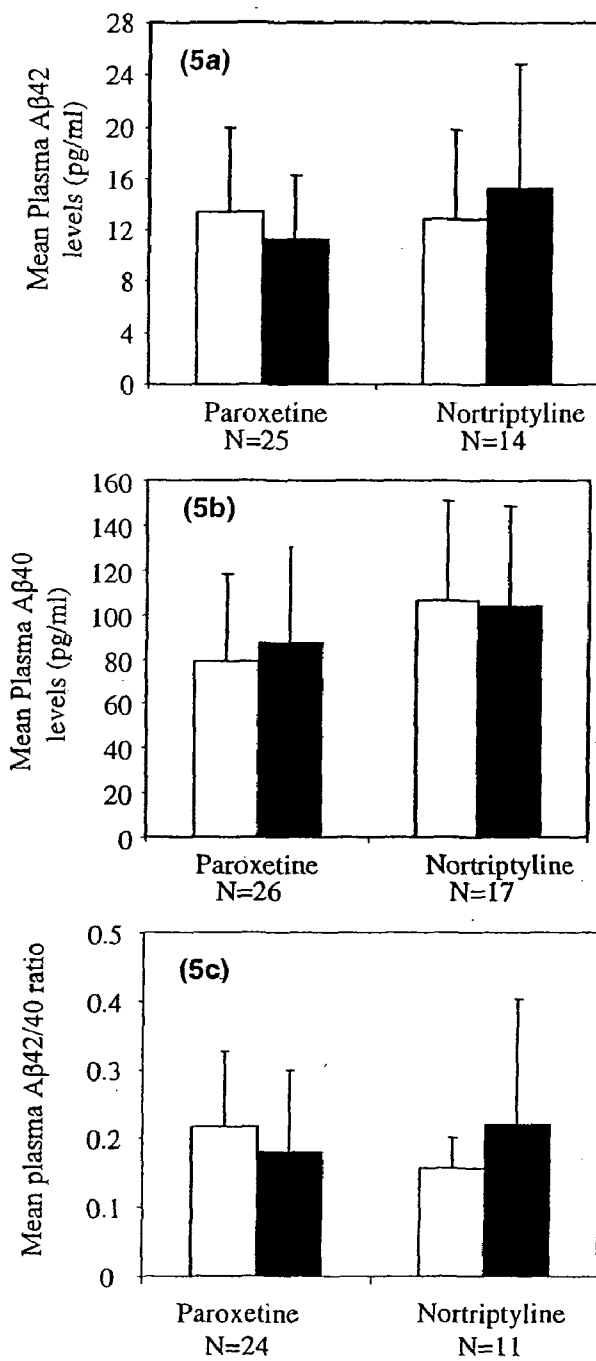 28
24
20
16
12
8
4
0
Mean Plasma Aβ42
levels (pg/ml)
(5a)
Paroxetine Nortriptyline
N=25 N=14
160
140
120
100
80
60
40
20
0
Mean Plasma Aβ40
levels (pg/ml)
(5b)
Paroxetine Nortriptyline
N=26 N=17
0.5
0.4
0.3
0.2
0.1
0
Mean plasma Aβ42/40 ratio
(5c)
Paroxetine Nortriptyline
N=24 N=11